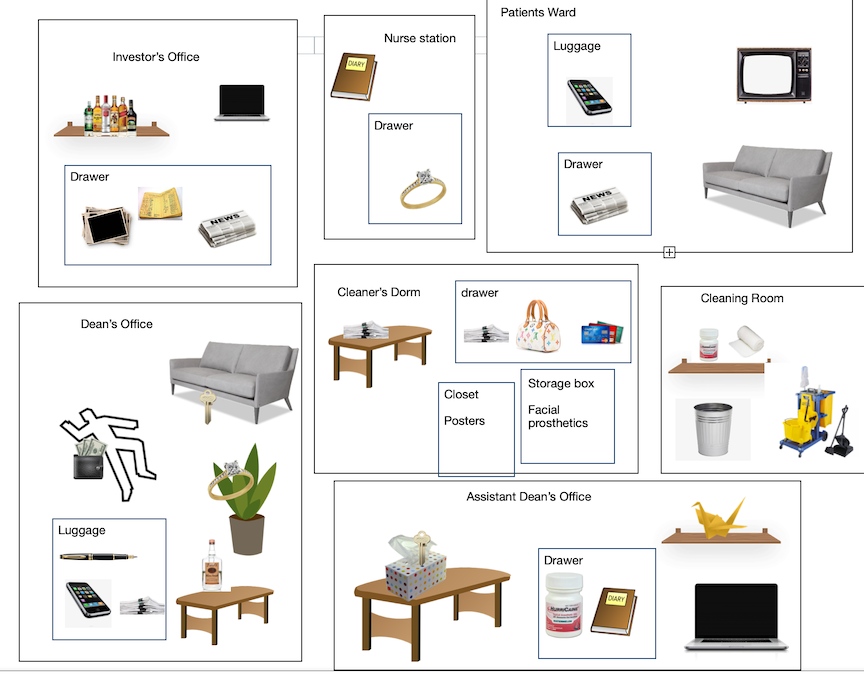 Patients Ward
Nurse station
Investor's Office
Luggage
DIARY
Drawer
Drawer
Drawer
NEWS
NEWS
Cleaner's Dorm
drawer
Cleaning Room
Dean's Office
Closet
Posters
Storage box
Facial
prosthetics
Assistant Dean's Office
Luggage
Drawer
HURRICAINE
DIARY